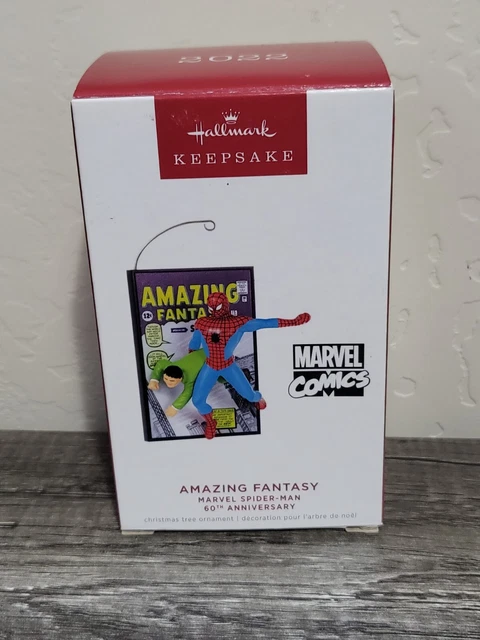 2022
Hallmark
KEEPSAKE
AMAZING
12¢
FANTA
MARVEL
COMICS
AMAZING FANTASY
MARVEL SPIDER-MAN
60TH ANNIVERSARY
christmas tree ornament | décoration pour l'arbre de noël